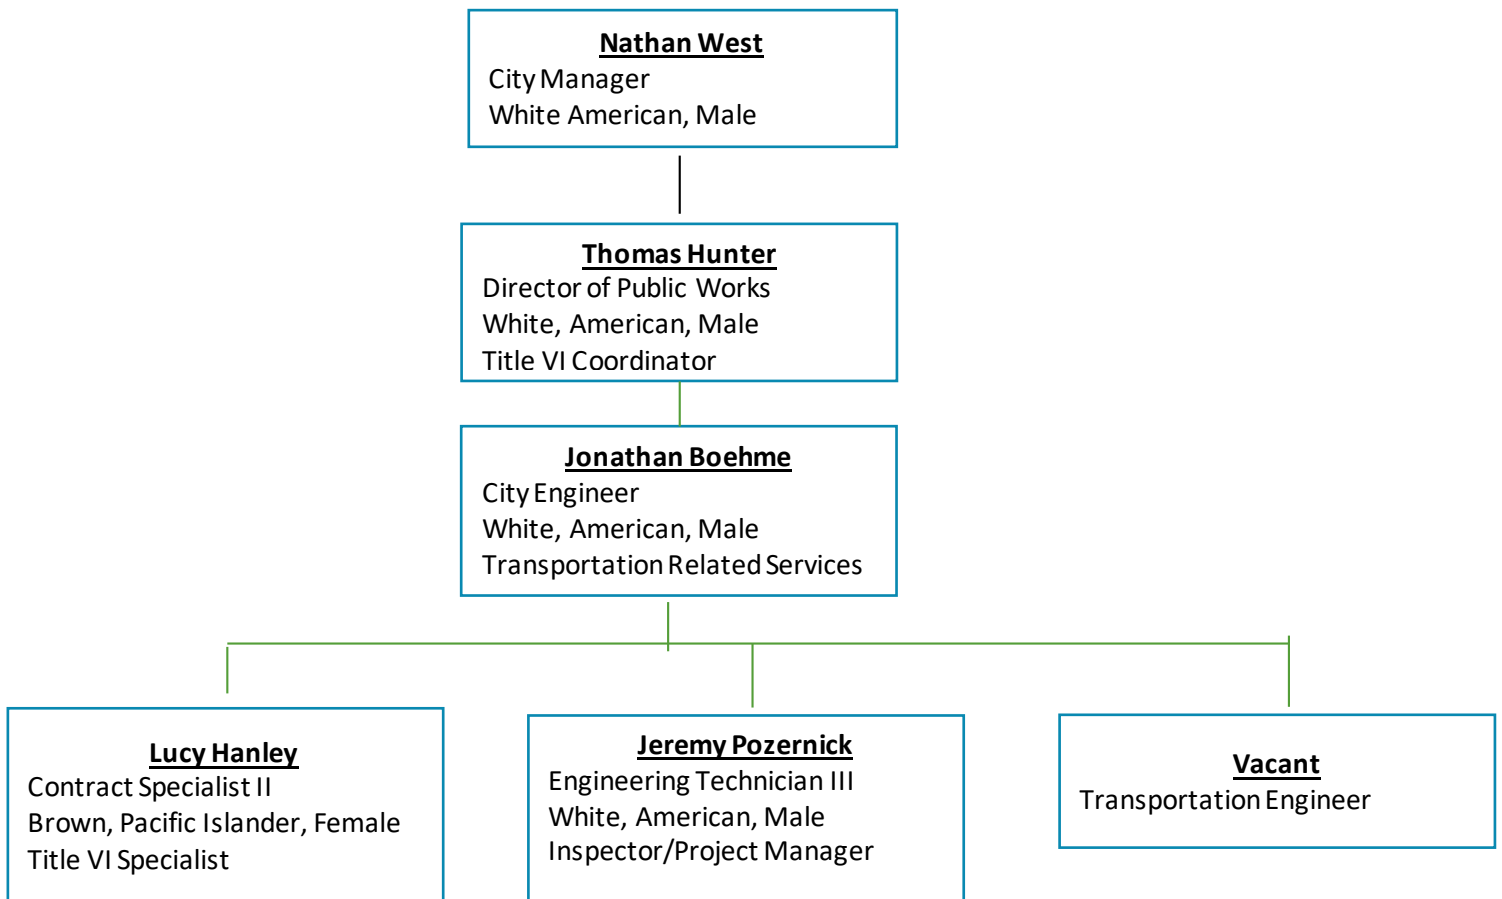 Nathan West
City Manager
White American, Male
Thomas Hunter
Director of Public Works
White, American, Male
Title VI Coordinator
Jonathan Boehme
City Engineer
White, American, Male
Transportation Related Services
Lucy Hanley
Contract Specialist II
Brown, Pacific Islander, Female
Title VI Specialist
Jeremy Pozernick
Engineering Technician III
White, American, Male
Inspector/Project Manager
Vacant
Transportation Engineer